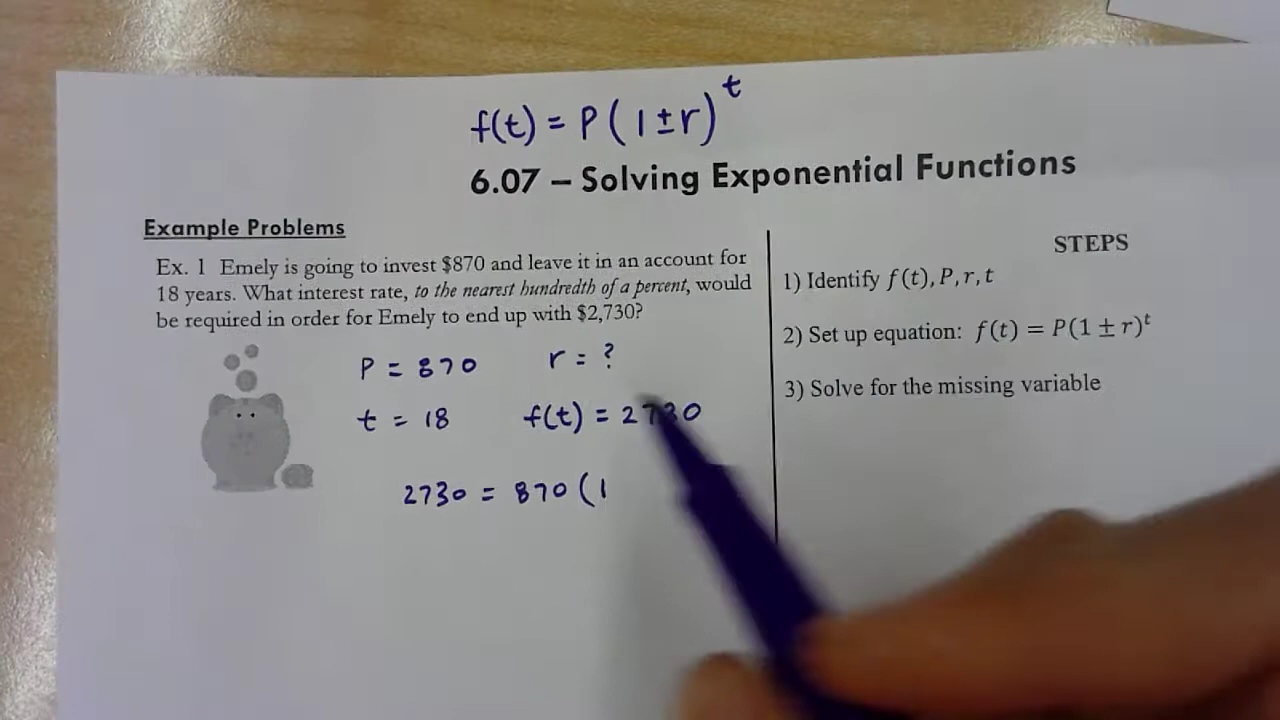 f(t) = P(1 ± r)^t
6.07 – Solving Exponential Functions
Example Problems
Ex. 1 Emely is going to invest $870 and leave it in an account for
18 years. What interest rate, to the nearest hundredth of a percent, would
be required in order for Emely to end up with $2,730?
P = 870 r = ?
t = 18 f(t) = 2730
2730 = 870 (1
STEPS
1) Identify f(t), P, r, t
2) Set up equation: f(t) = P(1 ± r)^t
3) Solve for the missing variable